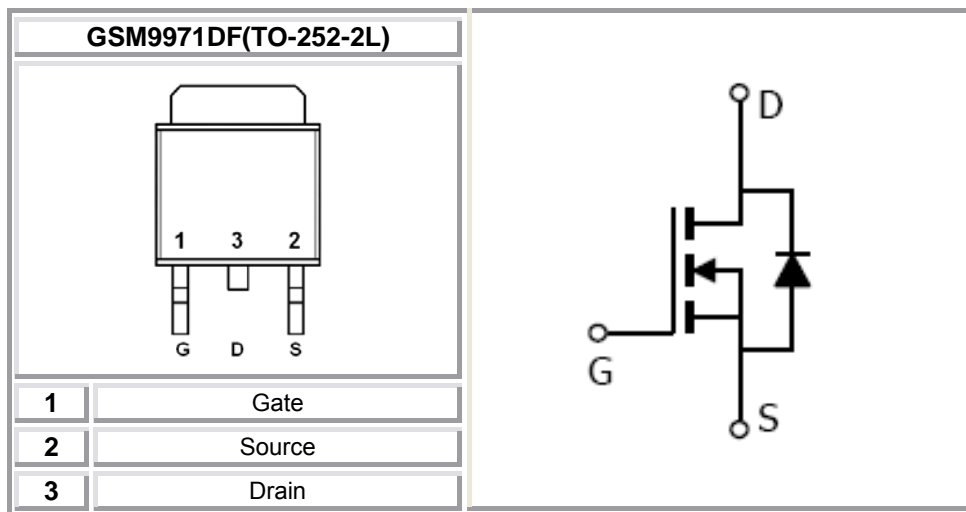 GSM9971DF(TO-252-2L)
1 3 2
G D S
1 Gate
2 Source
3 Drain
D
G
S